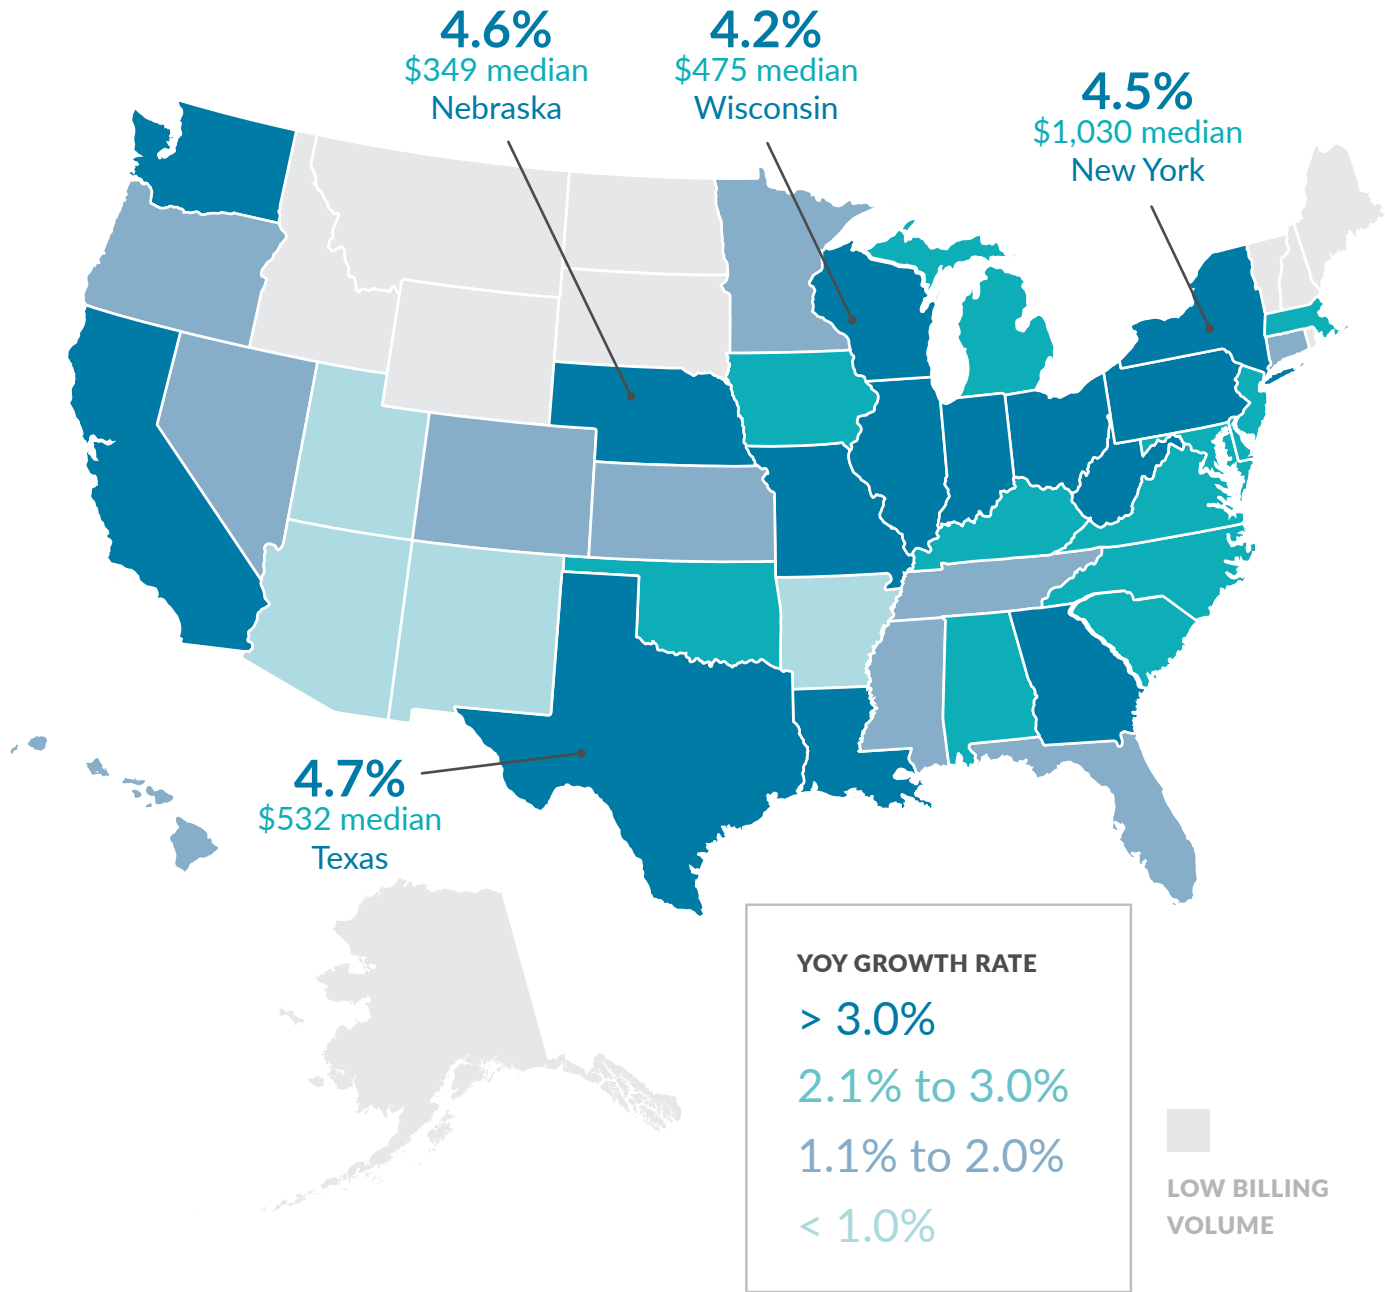 4.6%
$349 median
Nebraska
4.2%
$475 median
Wisconsin
4.5%
$1,030 median
New York
4.7%
$532 median
Texas
YOY GROWTH RATE
> 3.0%
2.1% to 3.0%
1.1% to 2.0%
< 1.0%
LOW BILLING
VOLUME